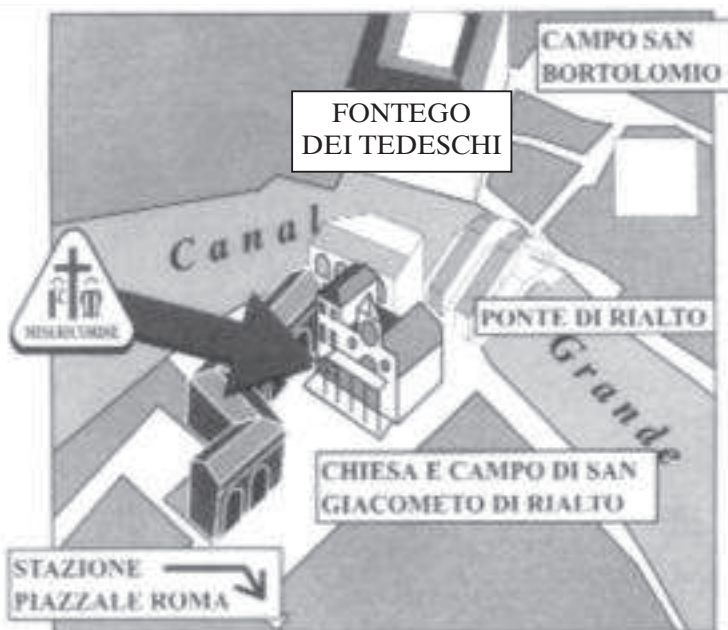 CAMPO SAN
BORTOLOMIO
FONTEGO
DEI TEDESCHI
Canal
MISERICORDIE
PONTE DI RIALTO
Grande
CHIESA E CAMPO DI SAN
GIACOMETO DI RIALTO
STAZIONE
PIAZZALE ROMA